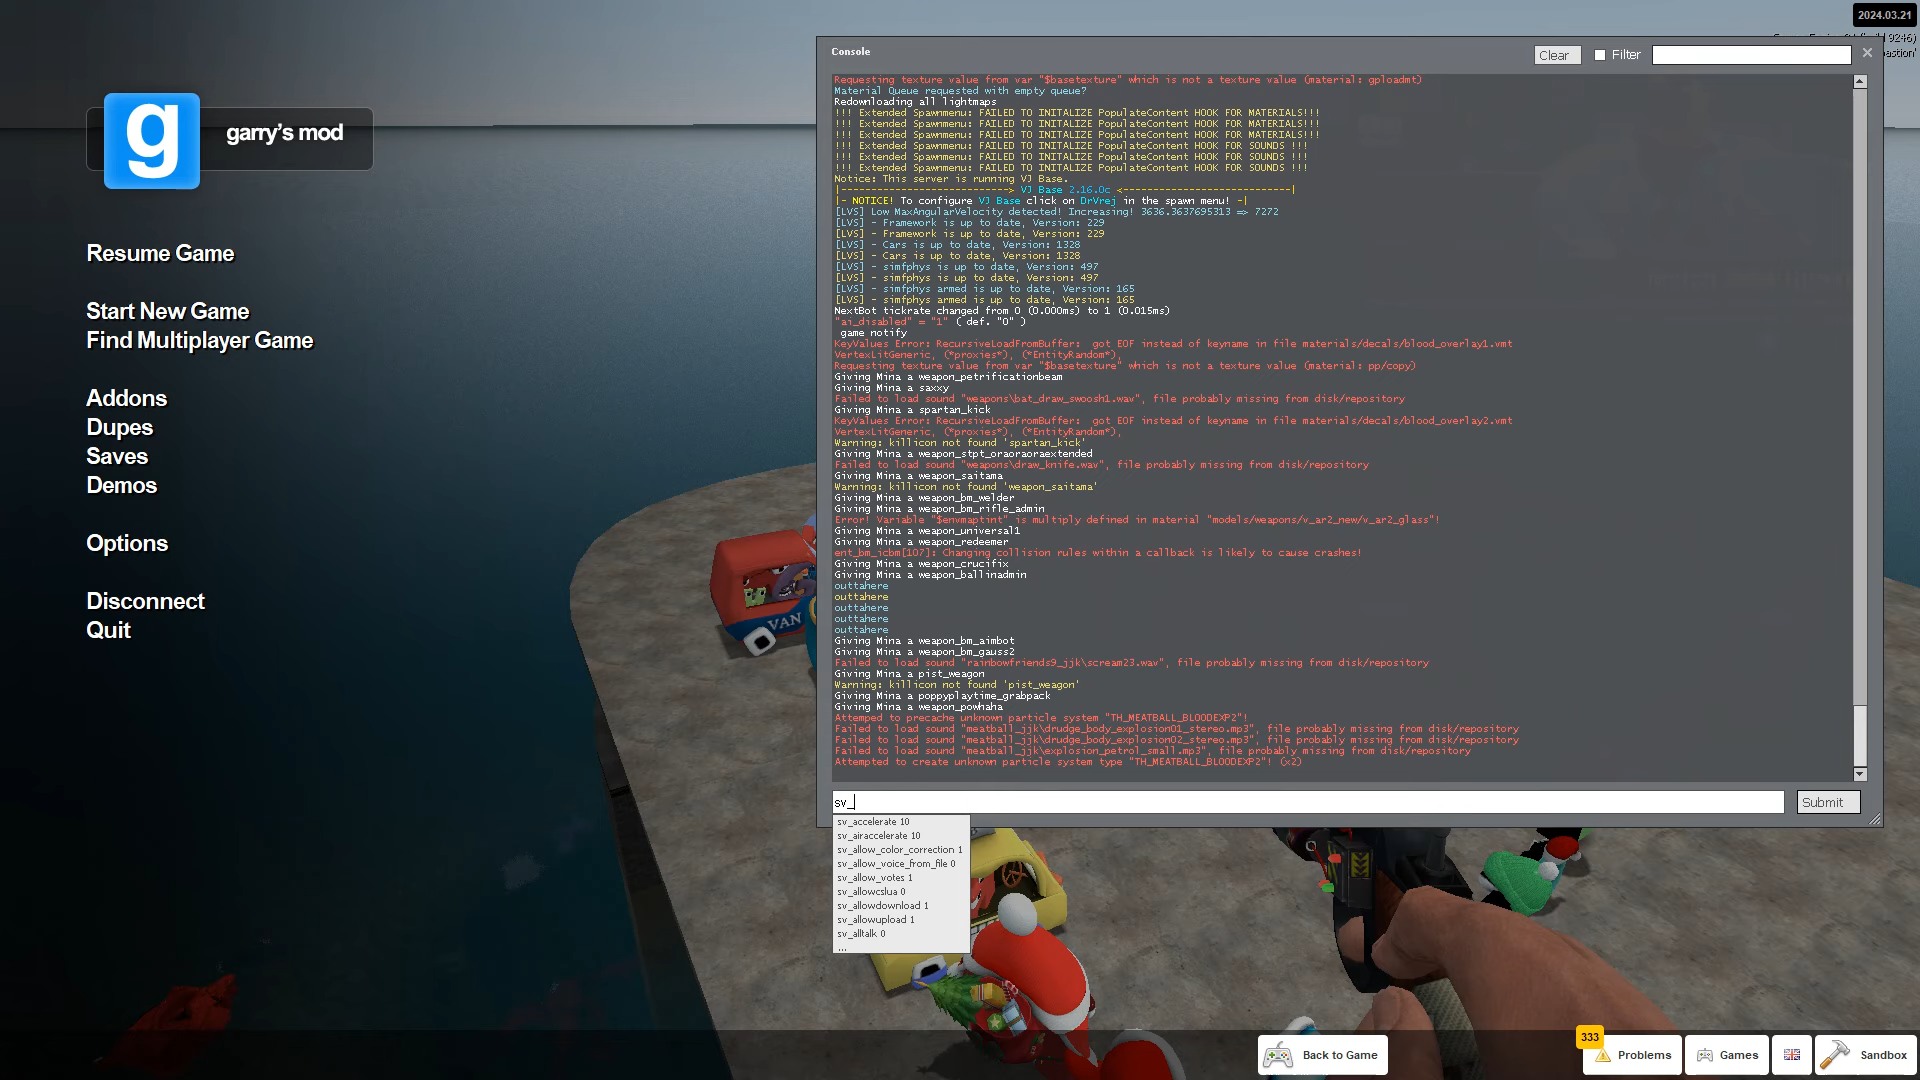 2024.03.21
9246)
astion'
g
garry's mod
Resume Game
Start New Game
Find Multiplayer Game
Addons
Dupes
Saves
Demos
Options
Disconnect
Quit
Console
Clear
Filter
Requesting texture value from var "$basetexture" which is not a texture value (material: gploadmt)
Material Queue requested with empty queue?
Redownloading all lightmaps
!!! Extended Spawnmenu: FAILED TO INITALIZE PopulateContent HOOK FOR MATERIALS!!!
!!! Extended Spawnmenu: FAILED TO INITALIZE PopulateContent HOOK FOR MATERIALS!!!
!!! Extended Spawnmenu: FAILED TO INITALIZE PopulateContent HOOK FOR MATERIALS!!!
!!! Extended Spawnmenu: FAILED TO INITALIZE PopulateContent HOOK FOR SOUNDS !!!
!!! Extended Spawnmenu: FAILED TO INITALIZE PopulateContent HOOK FOR SOUNDS !!!
!!! Extended Spawnmenu: FAILED TO INITALIZE PopulateContent HOOK FOR SOUNDS !!!
Notice: This server is running VJ Base.
|----------------------------> VJ Base 2.16.0c <----------------------------|
|- NOTICE! To configure VJ Base click on DrVrej in the spawn menu! -|
[LVS] Low MaxAngularVelocity detected! Increasing! 3636.3637695313 => 7272
[LVS] - Framework is up to date, Version: 229
[LVS] - Framework is up to date, Version: 229
[LVS] - Cars is up to date, Version: 1328
[LVS] - Cars is up to date, Version: 1328
[LVS] - simfphys is up to date, Version: 497
[LVS] - simfphys is up to date, Version: 497
[LVS] - simfphys armed is up to date, Version: 165
[LVS] - simfphys armed is up to date, Version: 165
NextBot tickrate changed from 0 (0.000ms) to 1 (0.015ms)
"ai_disabled" = "1" ( def. "0" )
game notify
KeyValues Error: RecursiveLoadFromBuffer:  got EOF instead of keyname in file materials/decals/blood_overlay1.vmt
VertexLitGeneric, (*proxies*), (*EntityRandom*),
Requesting texture value from var "$basetexture" which is not a texture value (material: pp/copy)
Giving Mina a weapon_petrificationbeam
Giving Mina a saxxy
Failed to load sound "weapons\bat_draw_swoosh1.wav", file probably missing from disk/repository
Giving Mina a spartan_kick
KeyValues Error: RecursiveLoadFromBuffer:  got EOF instead of keyname in file materials/decals/blood_overlay2.vmt
VertexLitGeneric, (*proxies*), (*EntityRandom*),
Warning: killicon not found 'spartan_kick'
Giving Mina a weapon_stpt_oraoraoraextended
Failed to load sound "weapons\draw_knife.wav", file probably missing from disk/repository
Giving Mina a weapon_saitama
Warning: killicon not found 'weapon_saitama'
Giving Mina a weapon_bm_welder
Giving Mina a weapon_bm_rifle_admin
Error! Variable "$envmaptint" is multiply defined in material "models/weapons/v_ar2_new/v_ar2_glass"!
Giving Mina a weapon_universal1
Giving Mina a weapon_redeemer
ent_bm_icbm[107]: Changing collision rules within a callback is likely to cause crashes!
Giving Mina a weapon_crucifix
Giving Mina a weapon_ballinadmin
outtahere
outtahere
outtahere
outtahere
outtahere
Giving Mina a weapon_bm_aimbot
Giving Mina a weapon_bm_gauss2
Failed to load sound "rainbowfriends9_jjk\scream23.wav", file probably missing from disk/repository
Giving Mina a pist_weagon
Warning: killicon not found 'pist_weagon'
Giving Mina a poppyplaytime_grabpack
Giving Mina a weapon_powhaha
Attemped to precache unknown particle system "TH_MEATBALL_BLOODEXP2"!
Failed to load sound "meatball_jjk\drudge_body_explosion01_stereo.mp3", file probably missing from disk/repository
Failed to load sound "meatball_jjk\drudge_body_explosion02_stereo.mp3", file probably missing from disk/repository
Failed to load sound "meatball_jjk\explosion_petrol_small.mp3", file probably missing from disk/repository
Attempted to create unknown particle system type "TH_MEATBALL_BLOODEXP2"! (x2)
sv_
Submit
sv_accelerate 10
sv_airaccelerate 10
sv_allow_color_correction 1
sv_allow_voice_from_file 0
sv_allow_votes 1
sv_allowcslua 0
sv_allowdownload 1
sv_allowupload 1
sv_alltalk 0
...
VAN
Back to Game
333
Problems
Games
Sandbox